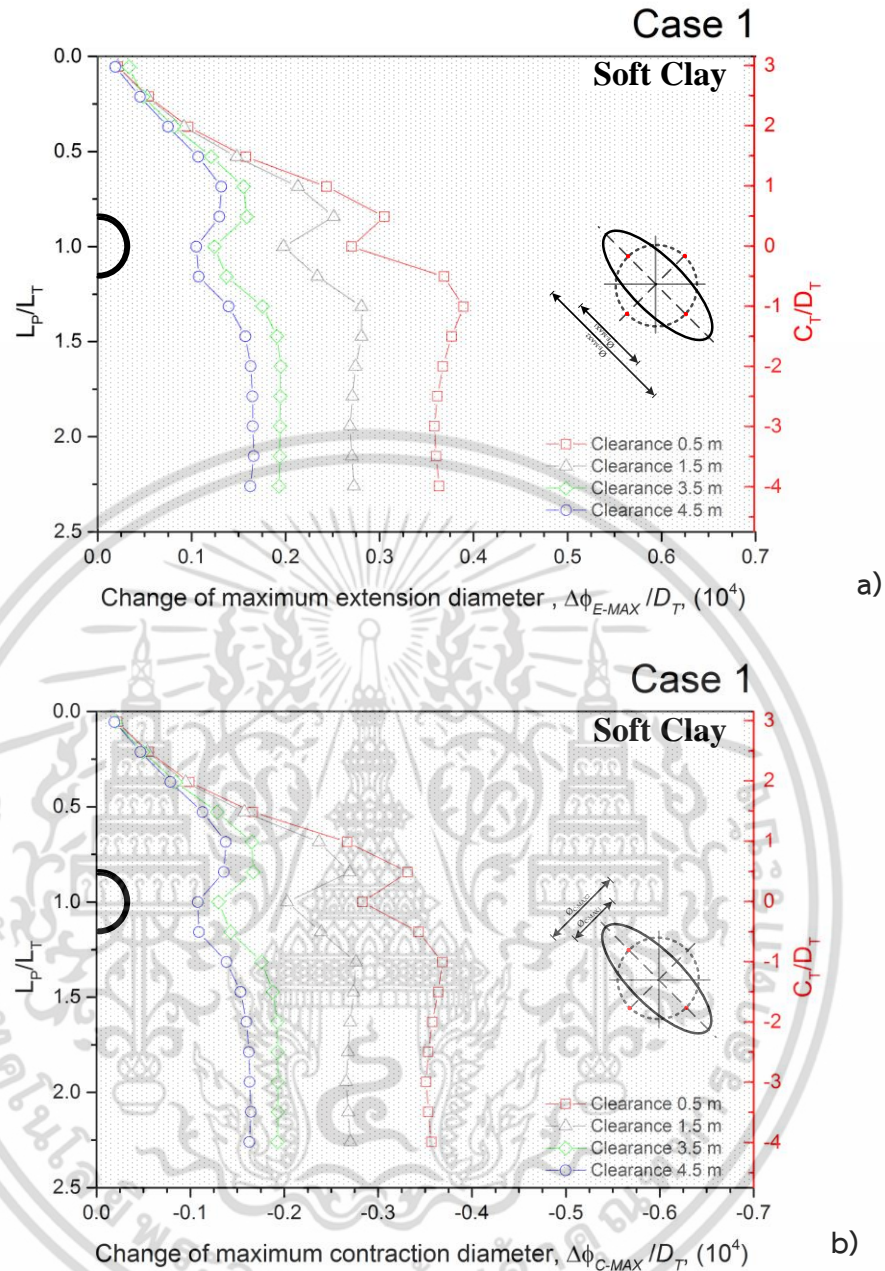 Case 1
Soft Clay
0.0
0.5
1.0
1.5
2.0
2.5
L_P/L_T
3
2
1
0
-1
-2
-3
-4
C_T/D_T
Clearance 0.5 m
Clearance 1.5 m
Clearance 3.5 m
Clearance 4.5 m
0.0 0.1 0.2 0.3 0.4 0.5 0.6 0.7
Change of maximum extension diameter , Δϕ_E-MAX /D_T, (10⁴)
a)
Case 1
Soft Clay
0.0
0.5
1.0
1.5
2.0
2.5
L_P/L_T
3
2
1
0
-1
-2
-3
-4
C_T/D_T
Clearance 0.5 m
Clearance 1.5 m
Clearance 3.5 m
Clearance 4.5 m
0.0 -0.1 -0.2 -0.3 -0.4 -0.5 -0.6 -0.7
Change of maximum contraction diameter, Δϕ_C-MAX /D_T, (10⁴)
b)